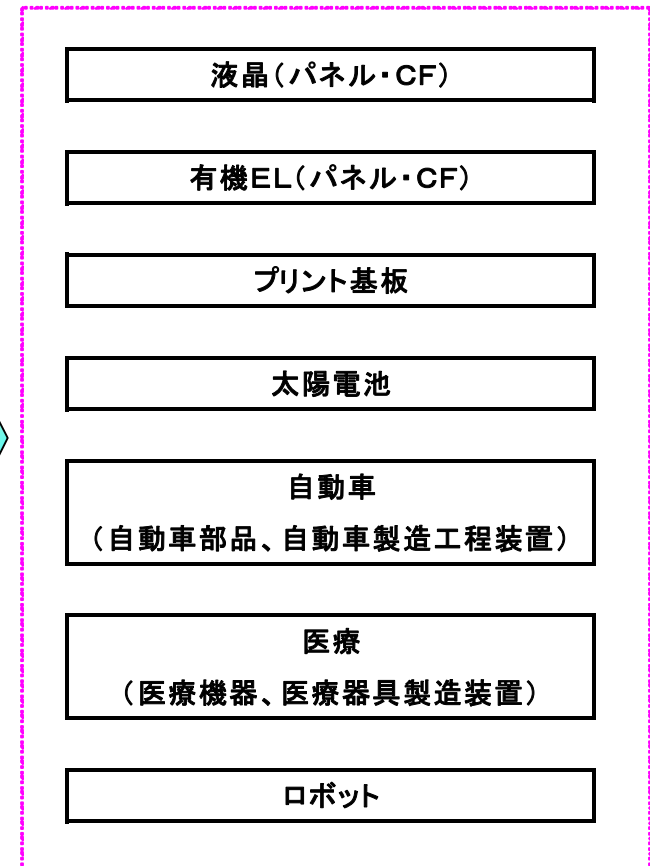 液晶（パネル・CF）
有機EL（パネル・CF）
プリント基板
太陽電池
自動車
（自動車部品、自動車製造工程装置）
医療
（医療機器、医療器具製造装置）
ロボット